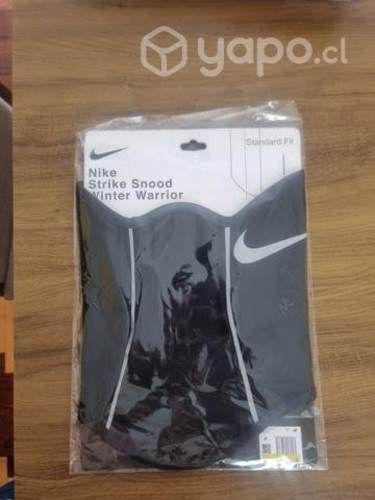 yapo.cl
Standard Fit
Nike
Strike Snood
Winter Warrior